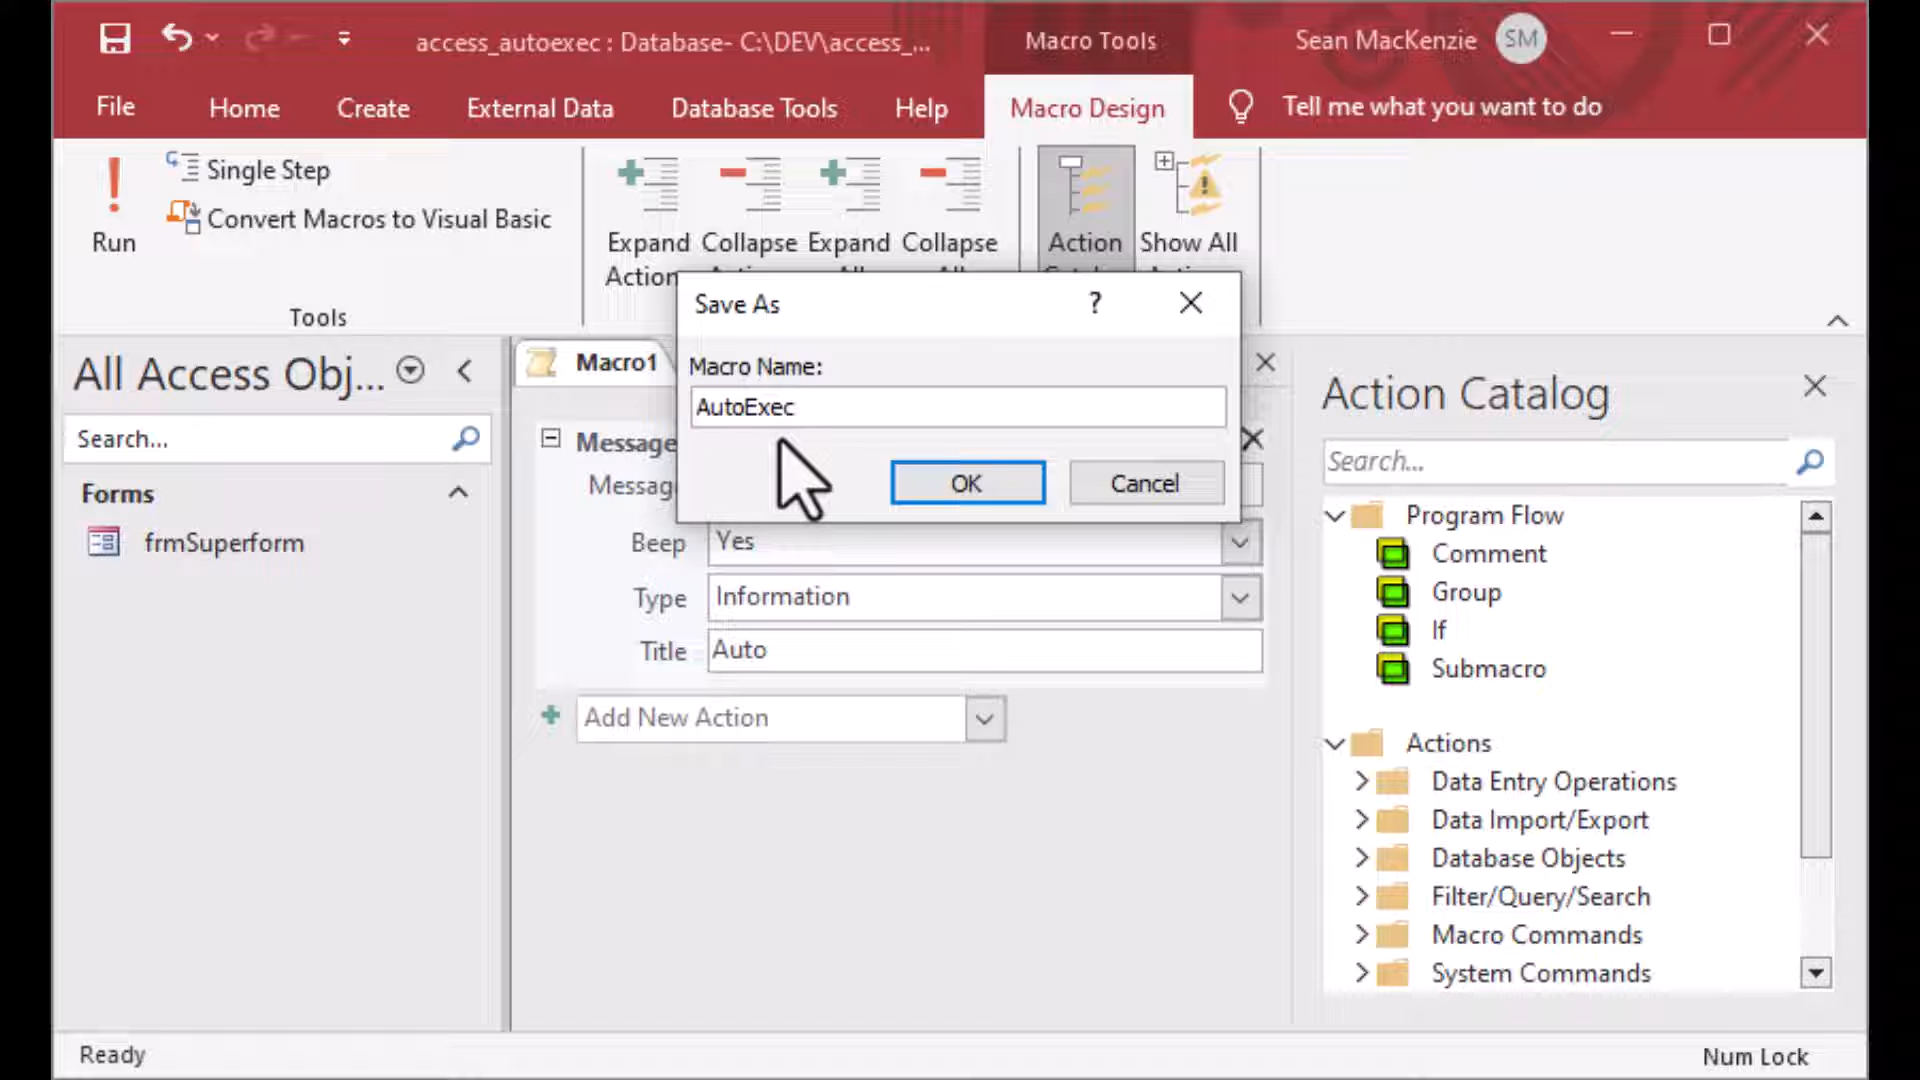 access_autoexec : Database- C:\DEV\access_...
Macro Tools
Sean MacKenzie
SM
File
Home
Create
External Data
Database Tools
Help
Macro Design
Tell me what you want to do
Run
Single Step
Convert Macros to Visual Basic
Tools
Expand
Collapse
Expand
Collapse
Action
Show All
Save As
?
Macro Name:
AutoExec
OK
Cancel
All Access Obj...
Search...
Forms
frmSuperform
Macro1
Beep
Yes
Type
Information
Title
Auto
Add New Action
Action Catalog
Search...
Program Flow
Comment
Group
If
Submacro
Actions
Data Entry Operations
Data Import/Export
Database Objects
Filter/Query/Search
Macro Commands
System Commands
Ready
Num Lock